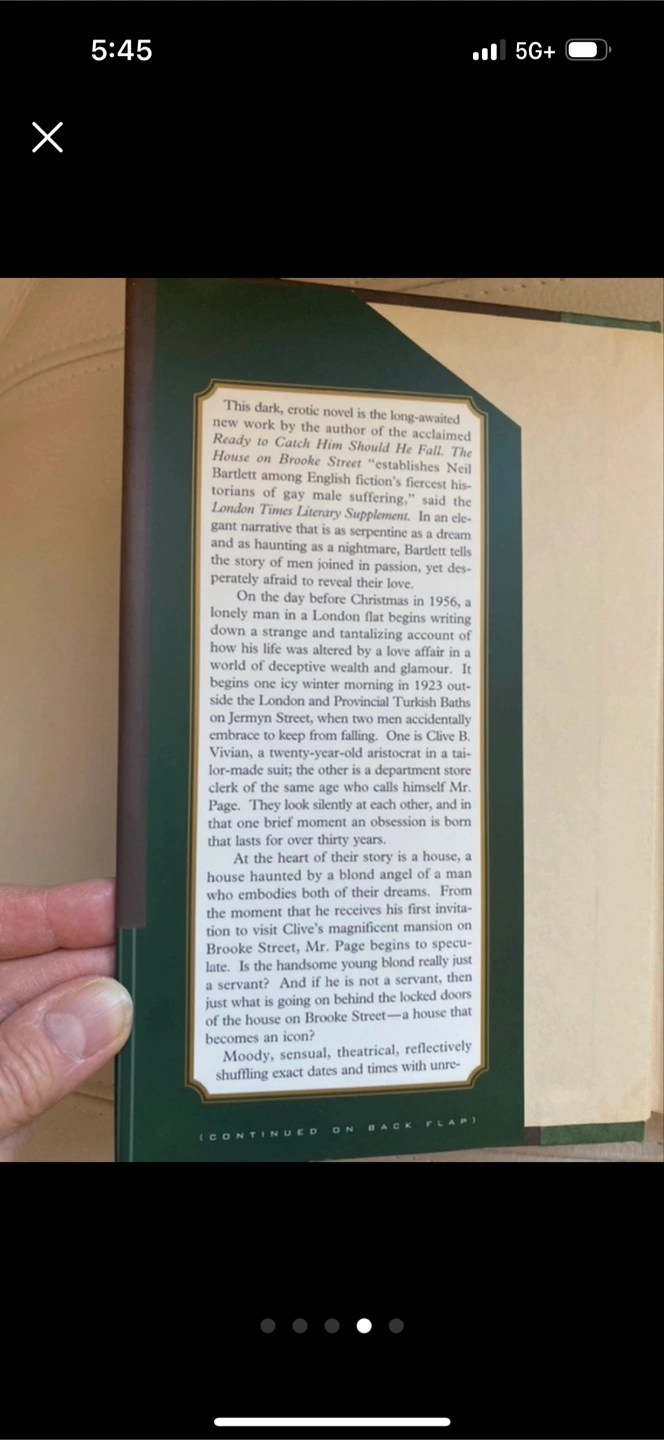 5:45
5G+
This dark, erotic novel is the long-awaited
new work by the author of the acclaimed
Ready to Catch Him Should He Fall. The
House on Brooke Street “establishes Neil
Bartlett among English fiction’s fiercest his-
torians of gay male suffering,” said the
London Times Literary Supplement. In an ele-
gant narrative that is as serpentine as a dream
and as haunting as a nightmare, Bartlett tells
the story of men joined in passion, yet des-
perately afraid to reveal their love.
On the day before Christmas in 1956, a
lonely man in a London flat begins writing
down a strange and tantalizing account of
how his life was altered by a love affair in a
world of deceptive wealth and glamour. It
begins one icy winter morning in 1923 out-
side the London and Provincial Turkish Baths
on Jermyn Street, when two men accidentally
embrace to keep from falling. One is Clive B.
Vivian, a twenty-year-old aristocrat in a tai-
lor-made suit; the other is a department store
clerk of the same age who calls himself Mr.
Page. They look silently at each other, and in
that one brief moment an obsession is born
that lasts for over thirty years.
At the heart of their story is a house, a
house haunted by a blond angel of a man
who embodies both of their dreams. From
the moment that he receives his first invita-
tion to visit Clive’s magnificent mansion on
Brooke Street, Mr. Page begins to specu-
late. Is the handsome young blond really just
a servant? And if he is not a servant, then
just what is going on behind the locked doors
of the house on Brooke Street—a house that
becomes an icon?
Moody, sensual, theatrical, reflectively
shuffling exact dates and times with unre-
(CONTINUED ON BACK FLAP)